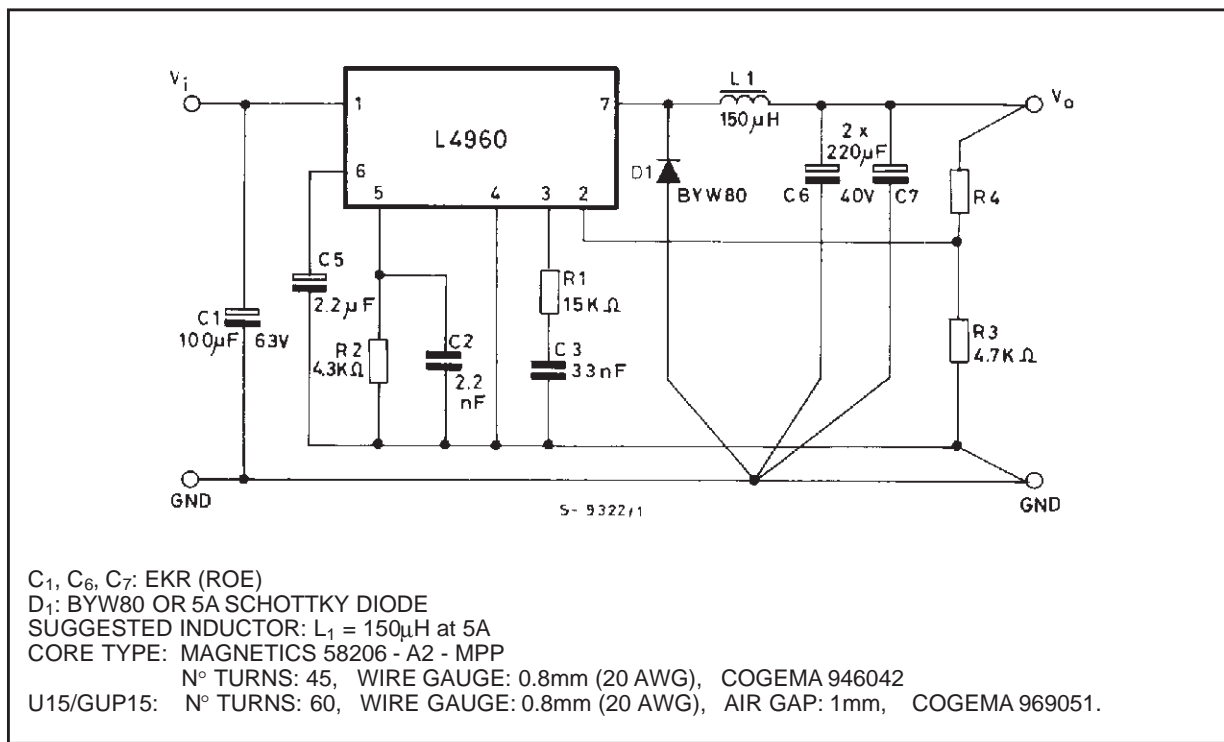 Vi
1
7
L1
150µH
Vo
L4960
2 x
220µF
6
5
4
3
2
D1
BYW80
C6
40V
C7
R4
C5
2.2µF
R1
15KΩ
C1
100µF
63V
R2
4.3KΩ
C2
2.2
nF
C3
33nF
R3
4.7KΩ
GND
GND
S-9322/1
C1, C6, C7: EKR (ROE)
D1: BYW80 OR 5A SCHOTTKY DIODE
SUGGESTED INDUCTOR: L1 = 150µH at 5A
CORE TYPE: MAGNETICS 58206 - A2 - MPP
N° TURNS: 45, WIRE GAUGE: 0.8mm (20 AWG), COGEMA 946042
U15/GUP15: N° TURNS: 60, WIRE GAUGE: 0.8mm (20 AWG), AIR GAP: 1mm, COGEMA 969051.